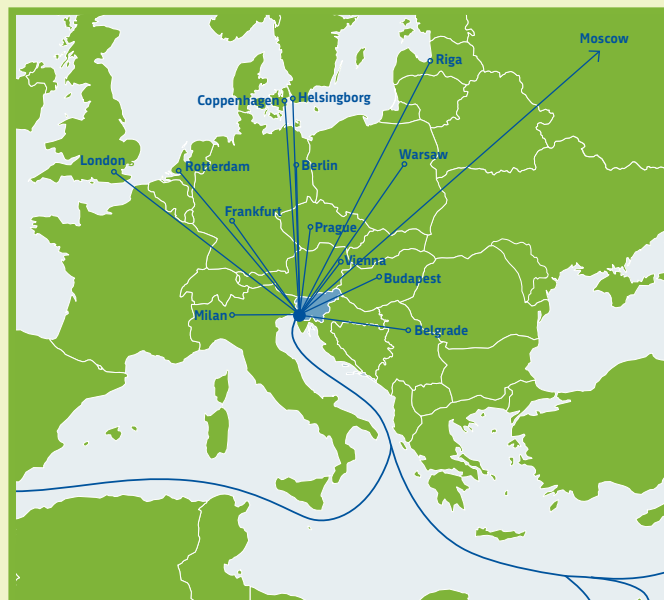 Moscow
Riga
Coppenhagen
Helsingborg
Warsaw
London
Rotterdam
Berlin
Frankfurt
Prague
Vienna
Budapest
Milan
Belgrade